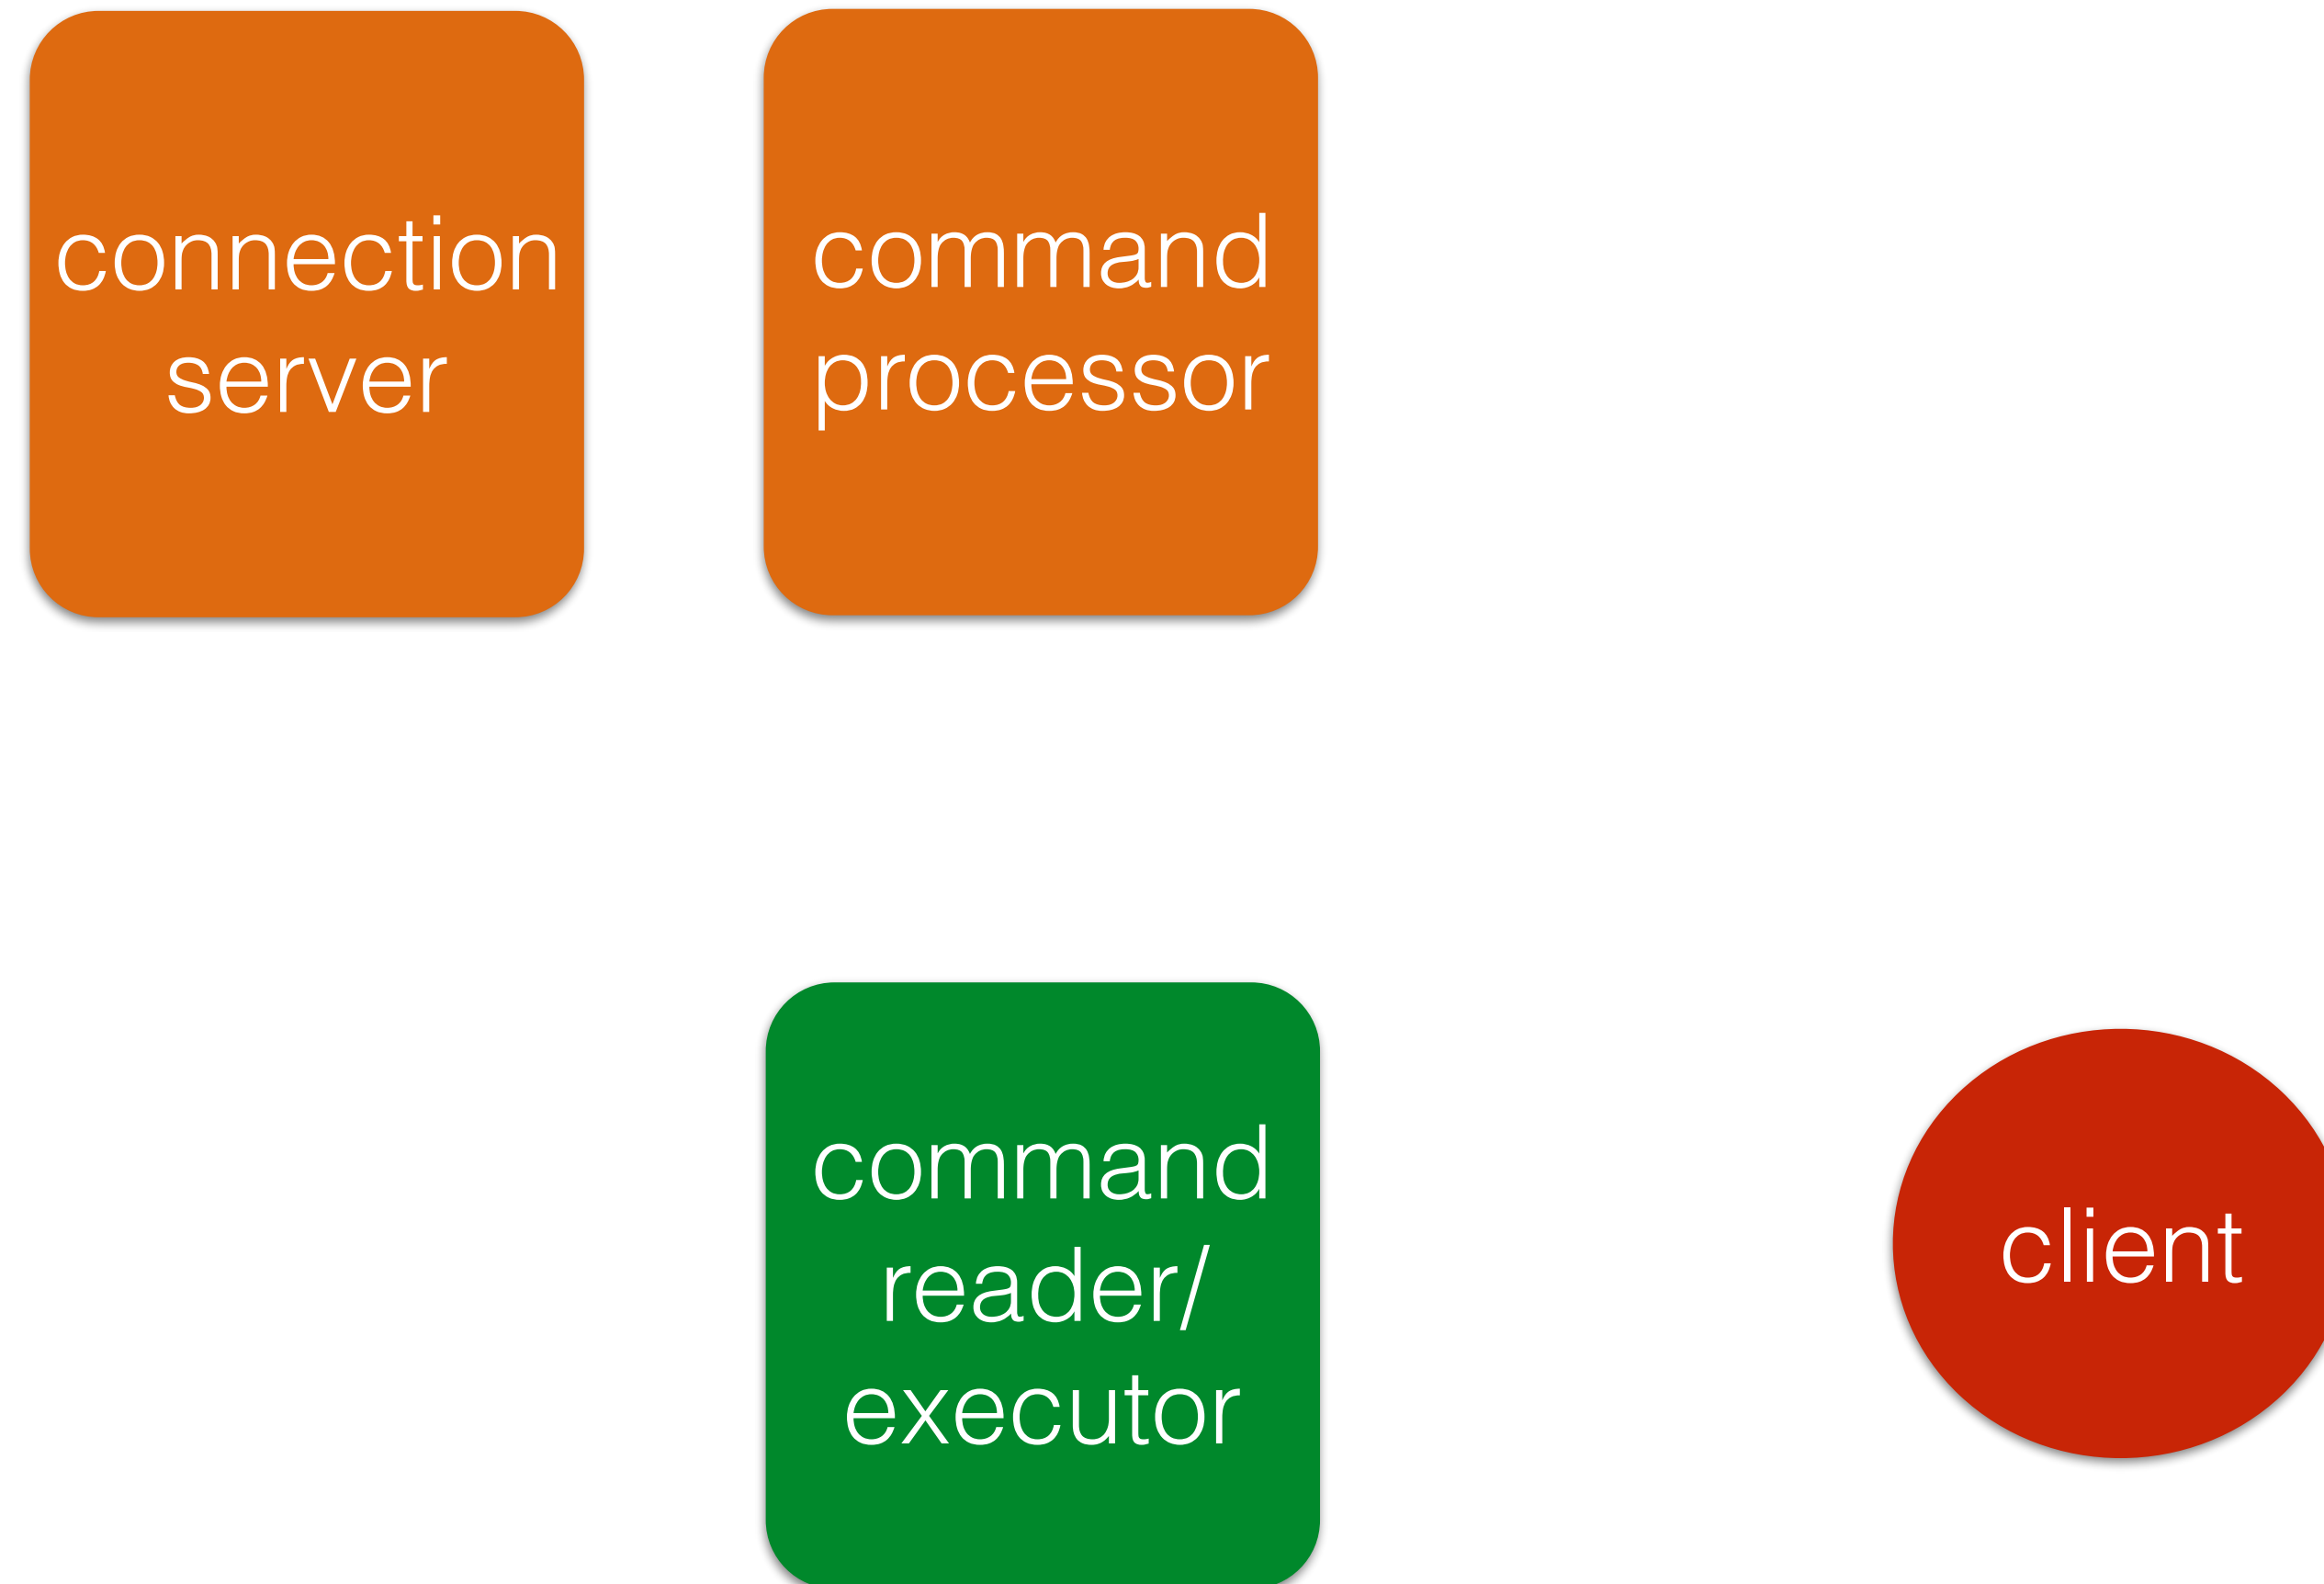 connection
server
command
processor
command
reader/
executor
client